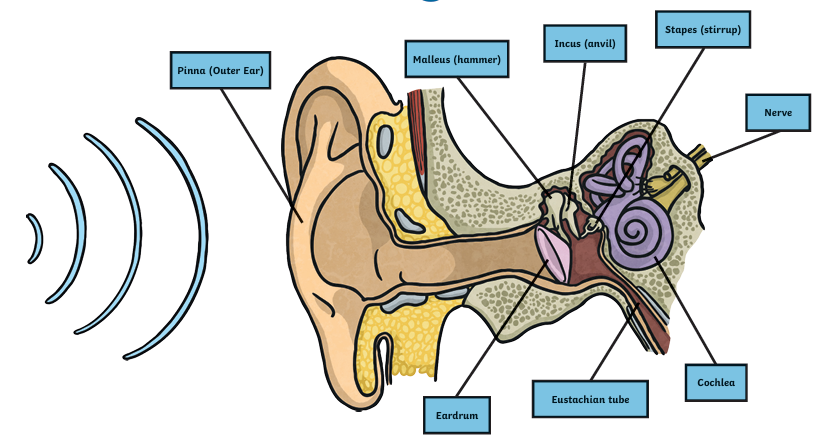 Stapes (stirrup)
Incus (anvil)
Malleus (hammer)
Pinna (Outer Ear)
Nerve
Cochlea
Eustachian tube
Eardrum